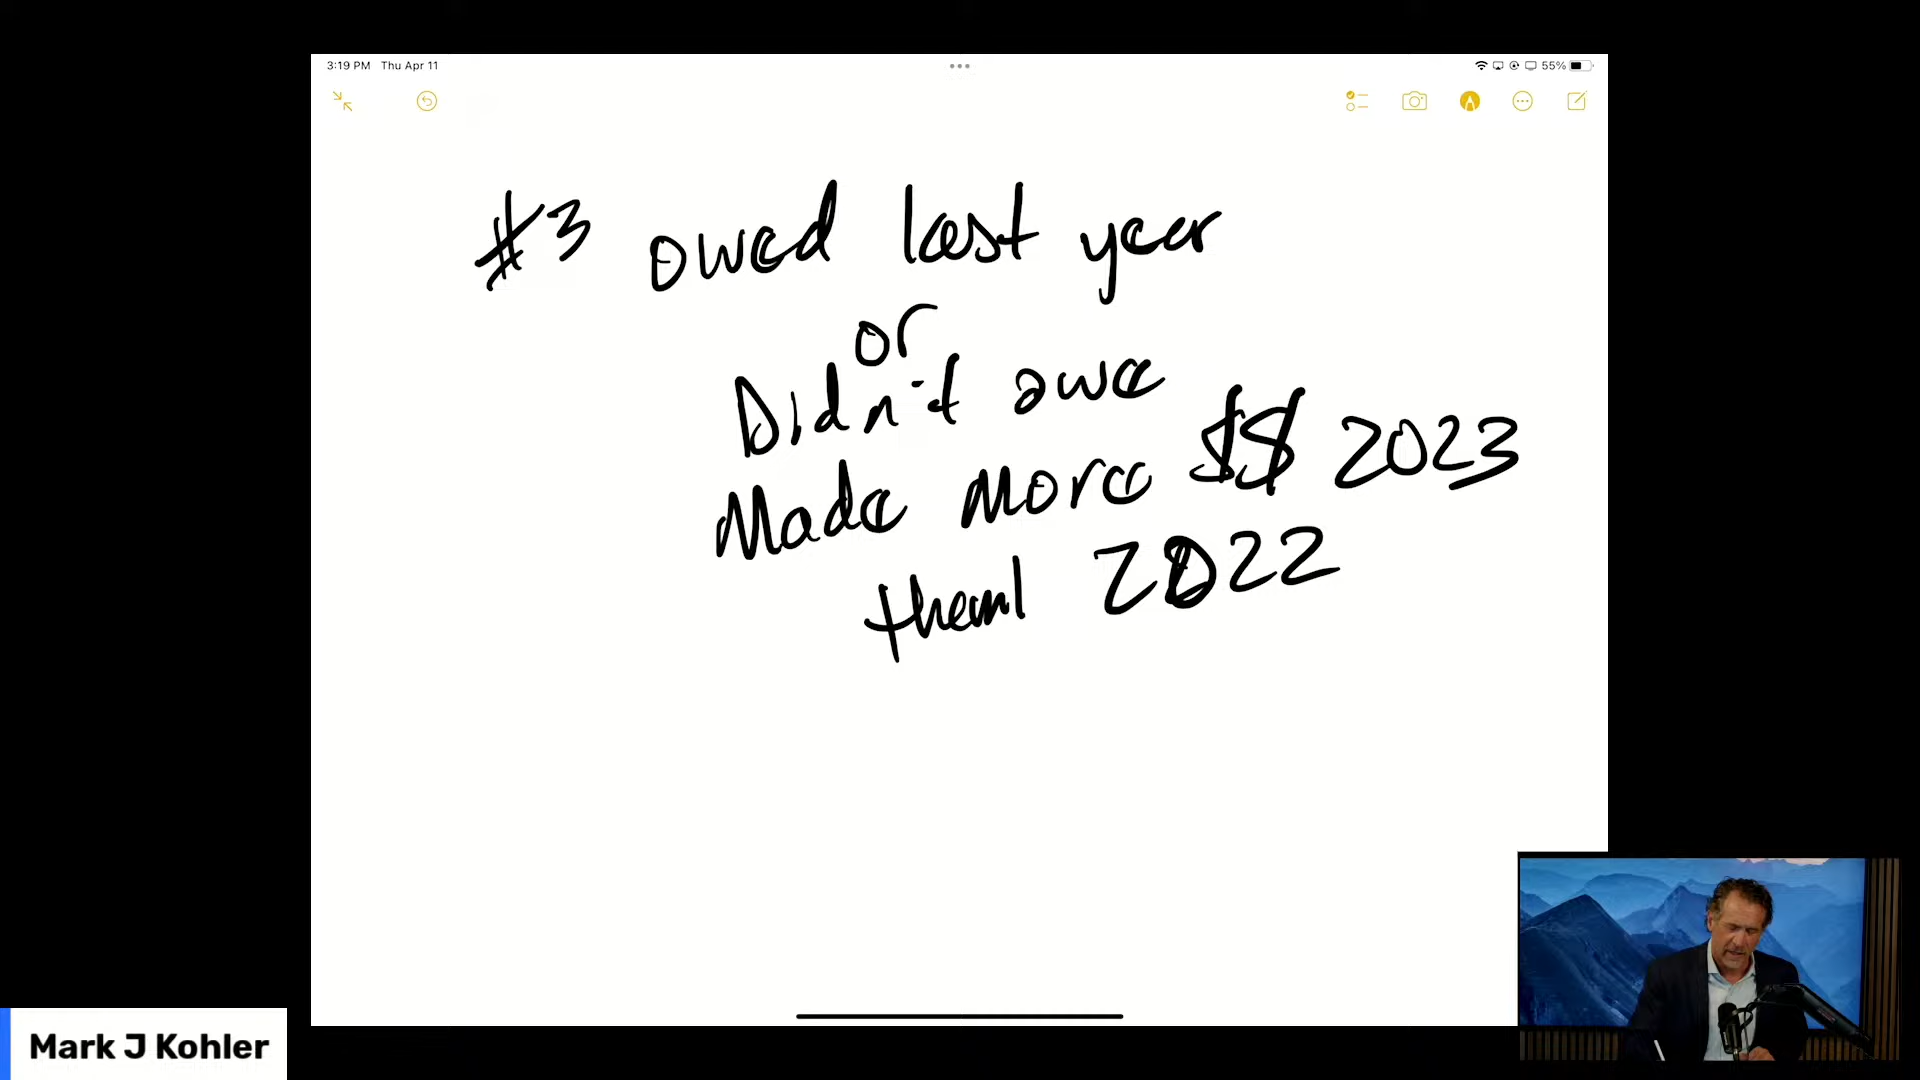 3:19 PM Thu Apr 11
55%
#3 owed last year
or
Didn't owe
Made more $$ 2023
than 2022
Mark J Kohler